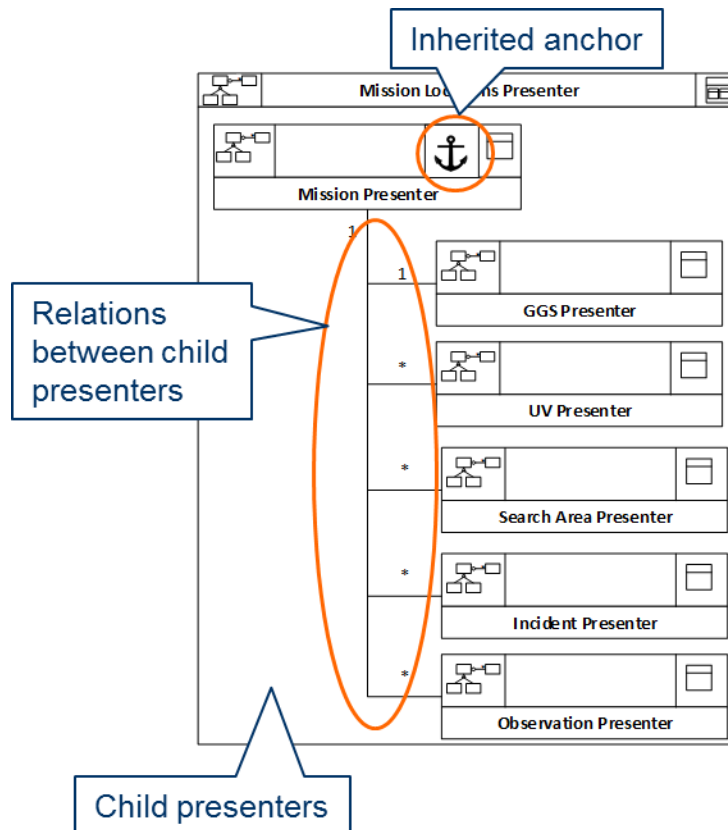 Inherited anchor
Mission Loc ns Presenter
Mission Presenter
1
1
GGS Presenter
Relations
between child
presenters
*
UV Presenter
*
Search Area Presenter
*
Incident Presenter
*
Observation Presenter
Child presenters